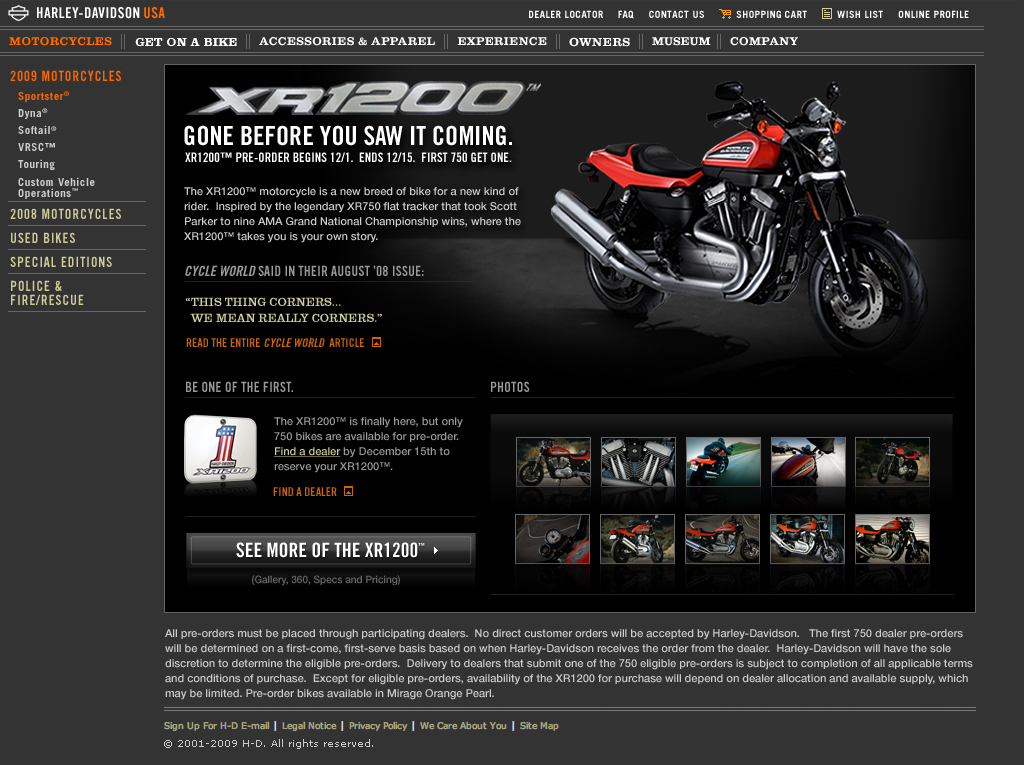 HARLEY-DAVIDSON USA
DEALER LOCATOR FAQ CONTACT US SHOPPING CART WISH LIST ONLINE PROFILE
MOTORCYCLES GET ON A BIKE ACCESSORIES & APPAREL EXPERIENCE OWNERS MUSEUM COMPANY
2009 MOTORCYCLES
Sportster®
Dyna®
Softail®
VRSC™
Touring
Custom Vehicle
Operations™
2008 MOTORCYCLES
USED BIKES
SPECIAL EDITIONS
POLICE &
FIRE/RESCUE
XR1200™
GONE BEFORE YOU SAW IT COMING.
XR1200™ PRE-ORDER BEGINS 12/1. ENDS 12/15. FIRST 750 GET ONE.
The XR1200™ motorcycle is a new breed of bike for a new kind of
rider. Inspired by the legendary XR750 flat tracker that took Scott
Parker to nine AMA Grand National Championship wins, where the
XR1200™ takes you is your own story.
CYCLE WORLD SAID IN THEIR AUGUST '08 ISSUE:
“THIS THING CORNERS...
WE MEAN REALLY CORNERS.”
READ THE ENTIRE CYCLE WORLD ARTICLE
BE ONE OF THE FIRST.
1
XR1200
The XR1200™ is finally here, but only
750 bikes are available for pre-order.
Find a dealer by December 15th to
reserve your XR1200™.
FIND A DEALER
SEE MORE OF THE XR1200™
(Gallery, 360, Specs and Pricing)
HARLEY-DAVIDSON
PHOTOS
All pre-orders must be placed through participating dealers. No direct customer orders will be accepted by Harley-Davidson. The first 750 dealer pre-orders
will be determined on a first-come, first-serve basis based on when Harley-Davidson receives the order from the dealer. Harley-Davidson will have the sole
discretion to determine the eligible pre-orders. Delivery to dealers that submit one of the 750 eligible pre-orders is subject to completion of all applicable terms
and conditions of purchase. Except for eligible pre-orders, availability of the XR1200 for purchase will depend on dealer allocation and available supply, which
may be limited. Pre-order bikes available in Mirage Orange Pearl.
Sign Up For H-D E-mail | Legal Notice | Privacy Policy | We Care About You | Site Map
© 2001-2009 H-D. All rights reserved.